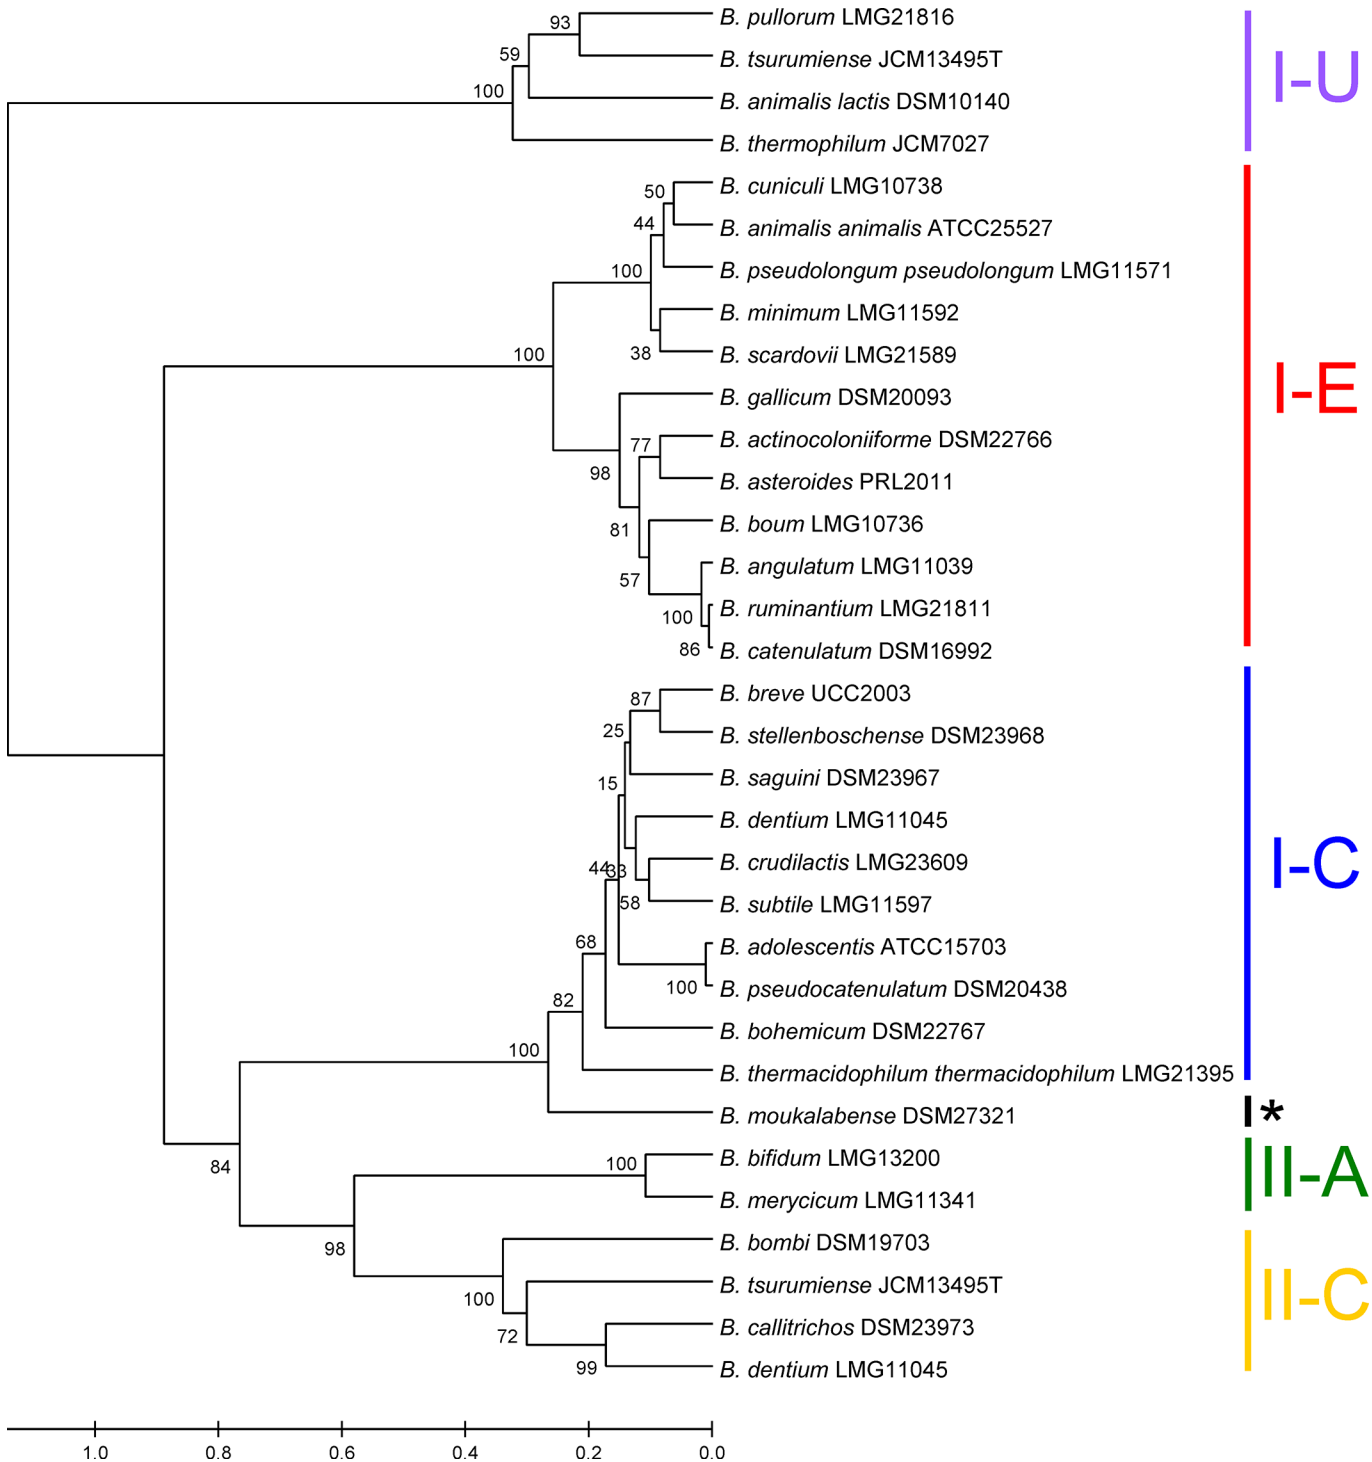 B. pullorum LMG21816
93
B. tsurumiense JCM13495T
59
I-U
100
B. animalis lactis DSM10140
B. thermophilum JCM7027
B. cuniculi LMG10738
50
44
B. animalis animalis ATCC25527
100
B. pseudolongum pseudolongum LMG11571
B. minimum LMG11592
100
38
B. scardovii LMG21589
I-E
B. gallicum DSM20093
77
B. actinocoloniiforme DSM22766
98
B. asteroides PRL2011
81
B. boum LMG10736
57
B. angulatum LMG11039
100
B. ruminantium LMG21811
86
B. catenulatum DSM16992
87
B. breve UCC2003
25
B. stellenboschense DSM23968
15
B. saguini DSM23967
B. dentium LMG11045
44
33
B. crudilactis LMG23609
I-C
58
B. subtile LMG11597
68
B. adolescentis ATCC15703
100
B. pseudocatenulatum DSM20438
82
B. bohemicum DSM22767
100
B. thermacidophilum thermacidophilum LMG21395
B. moukalabense DSM27321
*
84
100
B. bifidum LMG13200
II-A
B. merycicum LMG11341
98
B. bombi DSM19703
100
B. tsurumiense JCM13495T
II-C
72
B. callitrichos DSM23973
99
B. dentium LMG11045
1.0 0.8 0.6 0.4 0.2 0.0